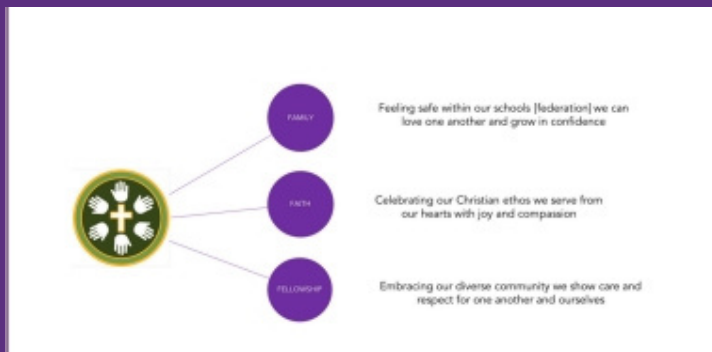 FAMILY
Feeling safe within our schools [federation] we can
love one another and grow in confidence
FAITH
Celebrating our Christian ethos we serve from
our hearts with joy and compassion
FELLOWSHIP
Embracing our diverse community we show care and
respect for one another and ourselves